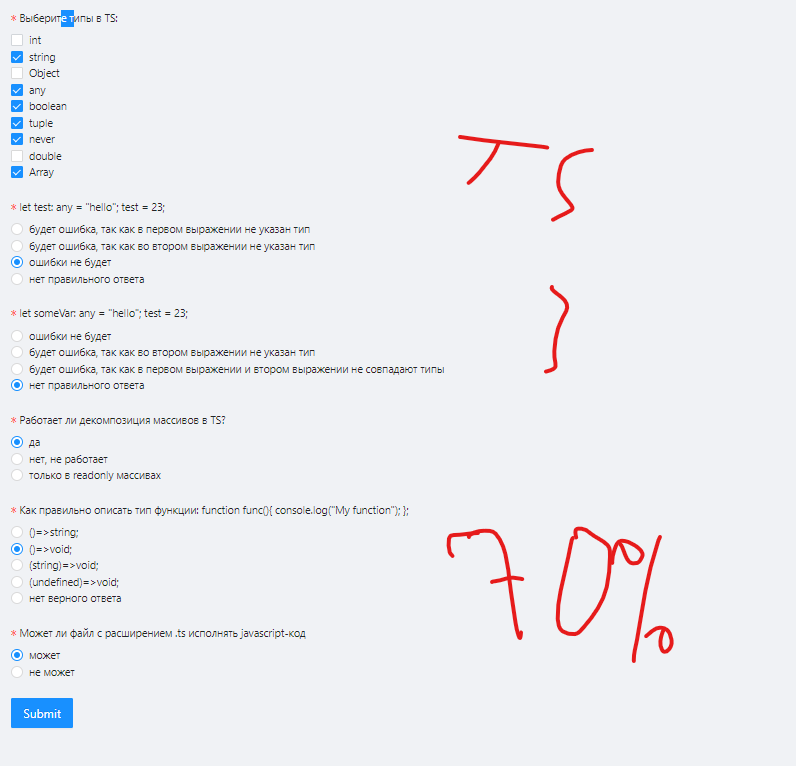 * Выберите типы в TS:
int
string
Object
any
boolean
tuple
never
double
Array
TS
* let test: any = "hello"; test = 23;
будет ошибка, так как в первом выражении не указан тип
будет ошибка, так как во втором выражении не указан тип
ошибки не будет
нет правильного ответа
* let someVar: any = "hello"; test = 23;
ошибки не будет
будет ошибка, так как во втором выражении не указан тип
будет ошибка, так как в первом выражении и втором выражении не совпадают типы
нет правильного ответа
* Работает ли декомпозиция массивов в TS?
да
нет, не работает
только в readonly массивах
* Как правильно описать тип функции: function func(){ console.log("My function"); };
()=>string;
()=>void;
(string)=>void;
(undefined)=>void;
нет верного ответа
70%
* Может ли файл с расширением .ts исполнять javascript-код
может
не может
Submit